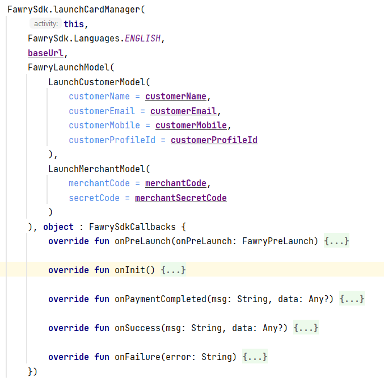 FawrySdk.launchCardManager(
activity: this,
FawrySdk.Languages.ENGLISH,
baseUrl,
FawryLaunchModel(
LaunchCustomerModel(
customerName = customerName,
customerEmail = customerEmail,
customerMobile = customerMobile,
customerProfileId = customerProfileId
),
LaunchMerchantModel(
merchantCode = merchantCode,
secretCode = merchantSecretCode
)
), object : FawrySdkCallbacks {
override fun onPreLaunch(onPreLaunch: FawryPreLaunch) {...}
override fun onInit() {...}
override fun onPaymentCompleted(msg: String, data: Any?) {...}
override fun onSuccess(msg: String, data: Any?) {...}
override fun onFailure(error: String) {...}
})